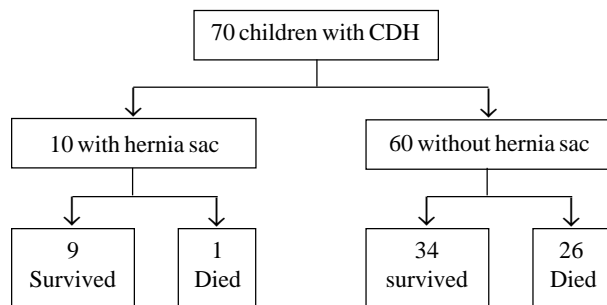 70 children with CDH
10 with hernia sac
60 without hernia sac
9
Survived
1
Died
34
survived
26
Died